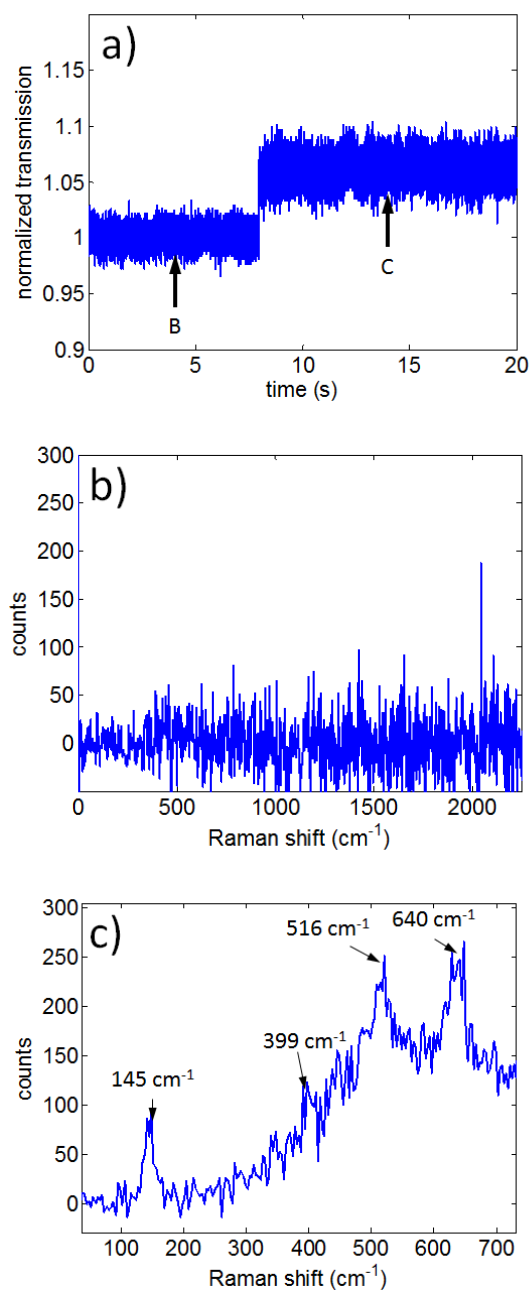 a)
1.15
1.1
1.05
1
0.95
0.9
normalized transmission
B
C
0 5 10 15 20
time (s)
b)
300
250
200
150
100
50
0
counts
0 500 1000 1500 2000
Raman shift (cm⁻¹)
c)
300
250
200
150
100
50
0
counts
145 cm⁻¹
399 cm⁻¹
516 cm⁻¹
640 cm⁻¹
100 200 300 400 500 600 700
Raman shift (cm⁻¹)